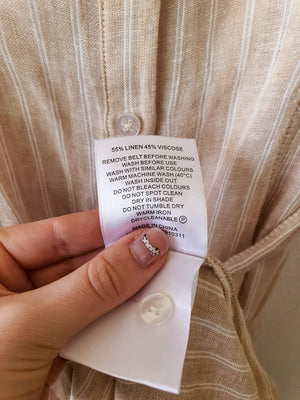 55% LINEN 45% VISCOSE
REMOVE BELT BEFORE WASHING
WASH BEFORE USE
WASH WITH SIMILAR COLOURS
WARM MACHINE WASH (40°C)
WASH INSIDE OUT
DO NOT BLEACH COLOURS
DO NOT SPOT CLEAN
DRY IN SHADE
DO NOT TUMBLE DRY
WARM IRON
DRYCLEANABLE Ⓟ
MADE IN CHINA